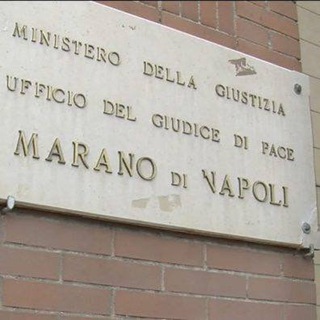 MINISTERO DELLA GIUSTIZIA
UFFICIO DEL GIUDICE DI PACE
MARANO DI NAPOLI